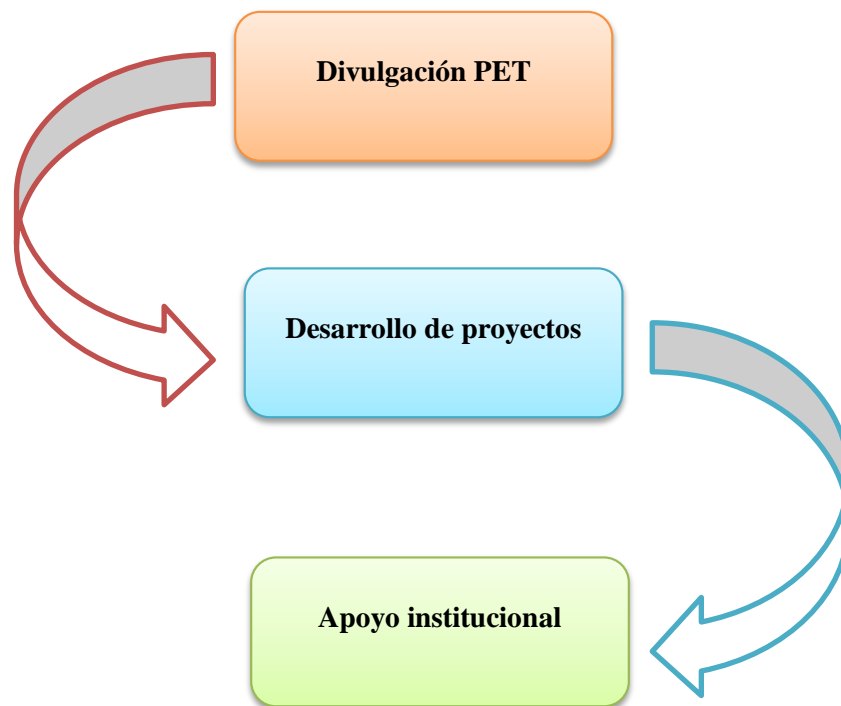 Divulgación PET
Desarrollo de proyectos
Apoyo institucional